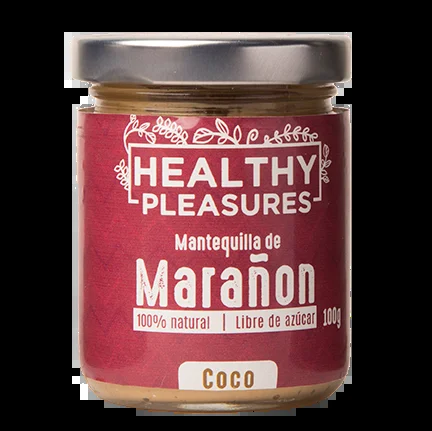 HEALTHY
PLEASURES
Mantequilla de
Marañon
100% natural | Libre de azúcar 100g
Coco